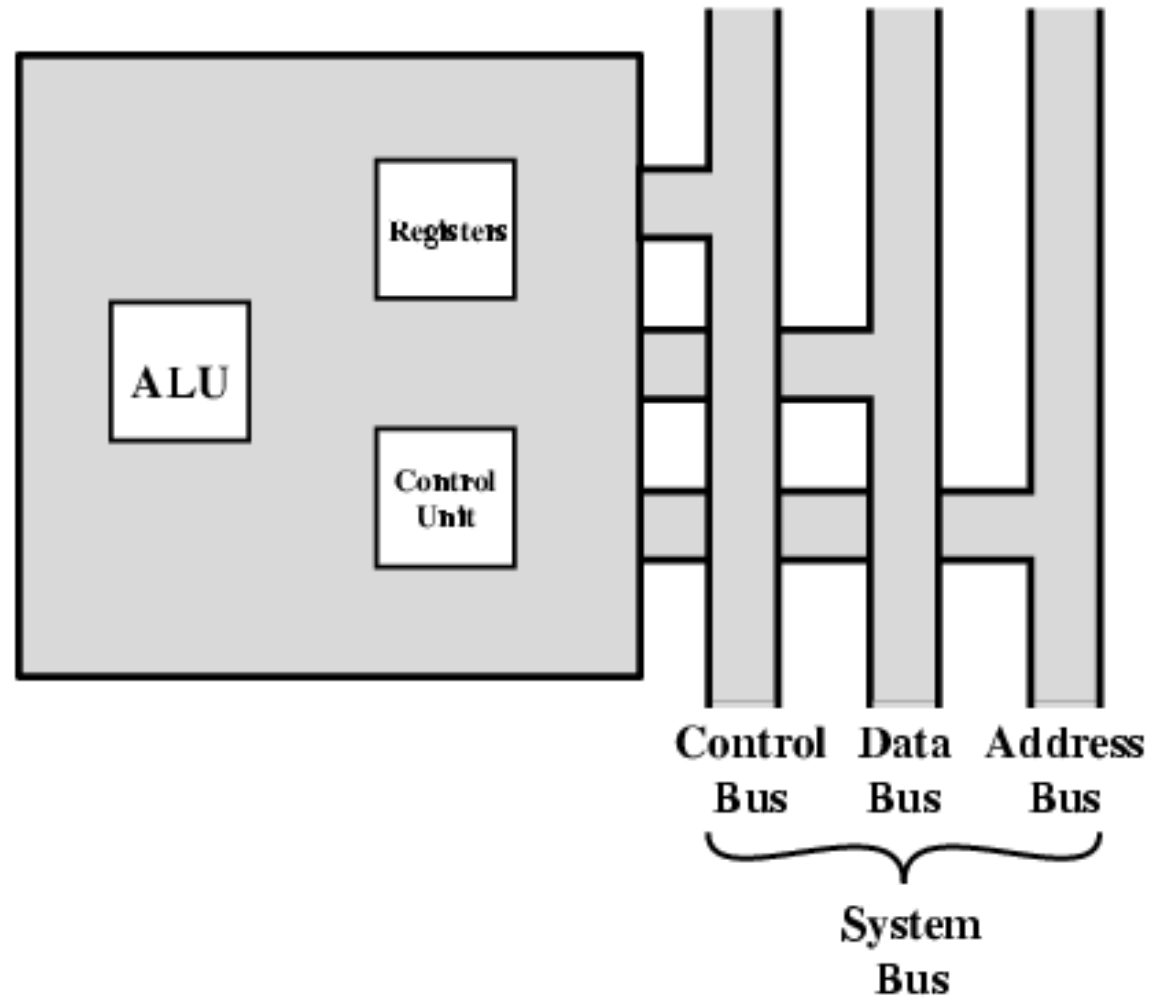 Registers
ALU
Control
Unit
Control Data Address
Bus Bus Bus
System
Bus